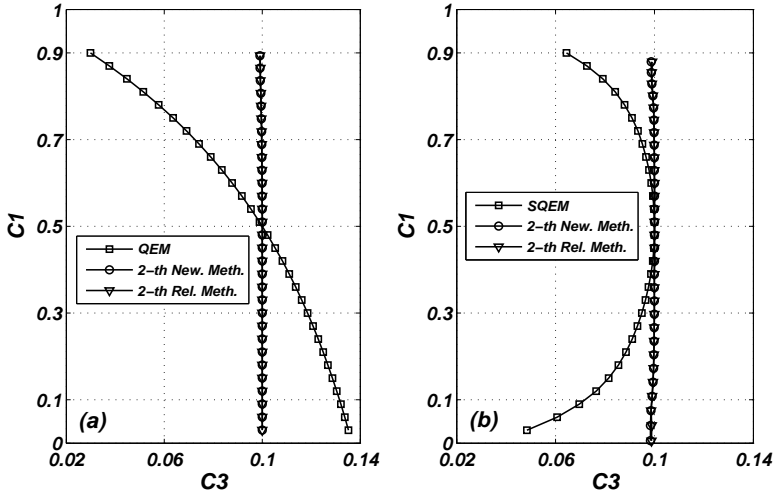 1
0.9
0.7
0.5
0.3
0.1
0
C1
QEM
2-th New. Meth.
2-th Rel. Meth.
(a)
0.02
0.06
0.1
0.14
C3
1
0.9
0.7
0.5
0.3
0.1
0
C1
SQEM
2-th New. Meth.
2-th Rel. Meth.
(b)
0.02
0.06
0.1
0.14
C3